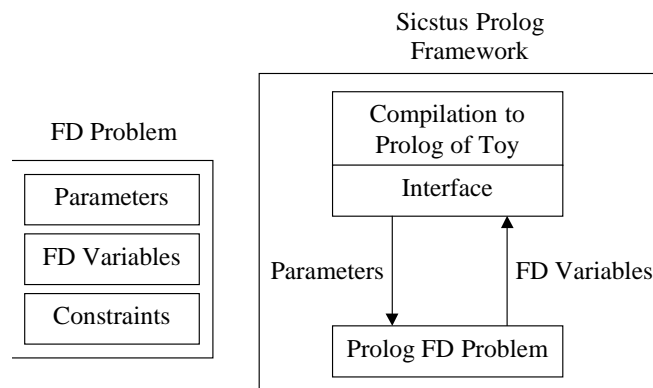 FD Problem
Parameters
FD Variables
Constraints
Sicstus Prolog
Framework
Compilation to
Prolog of Toy
Interface
Parameters
FD Variables
Prolog FD Problem